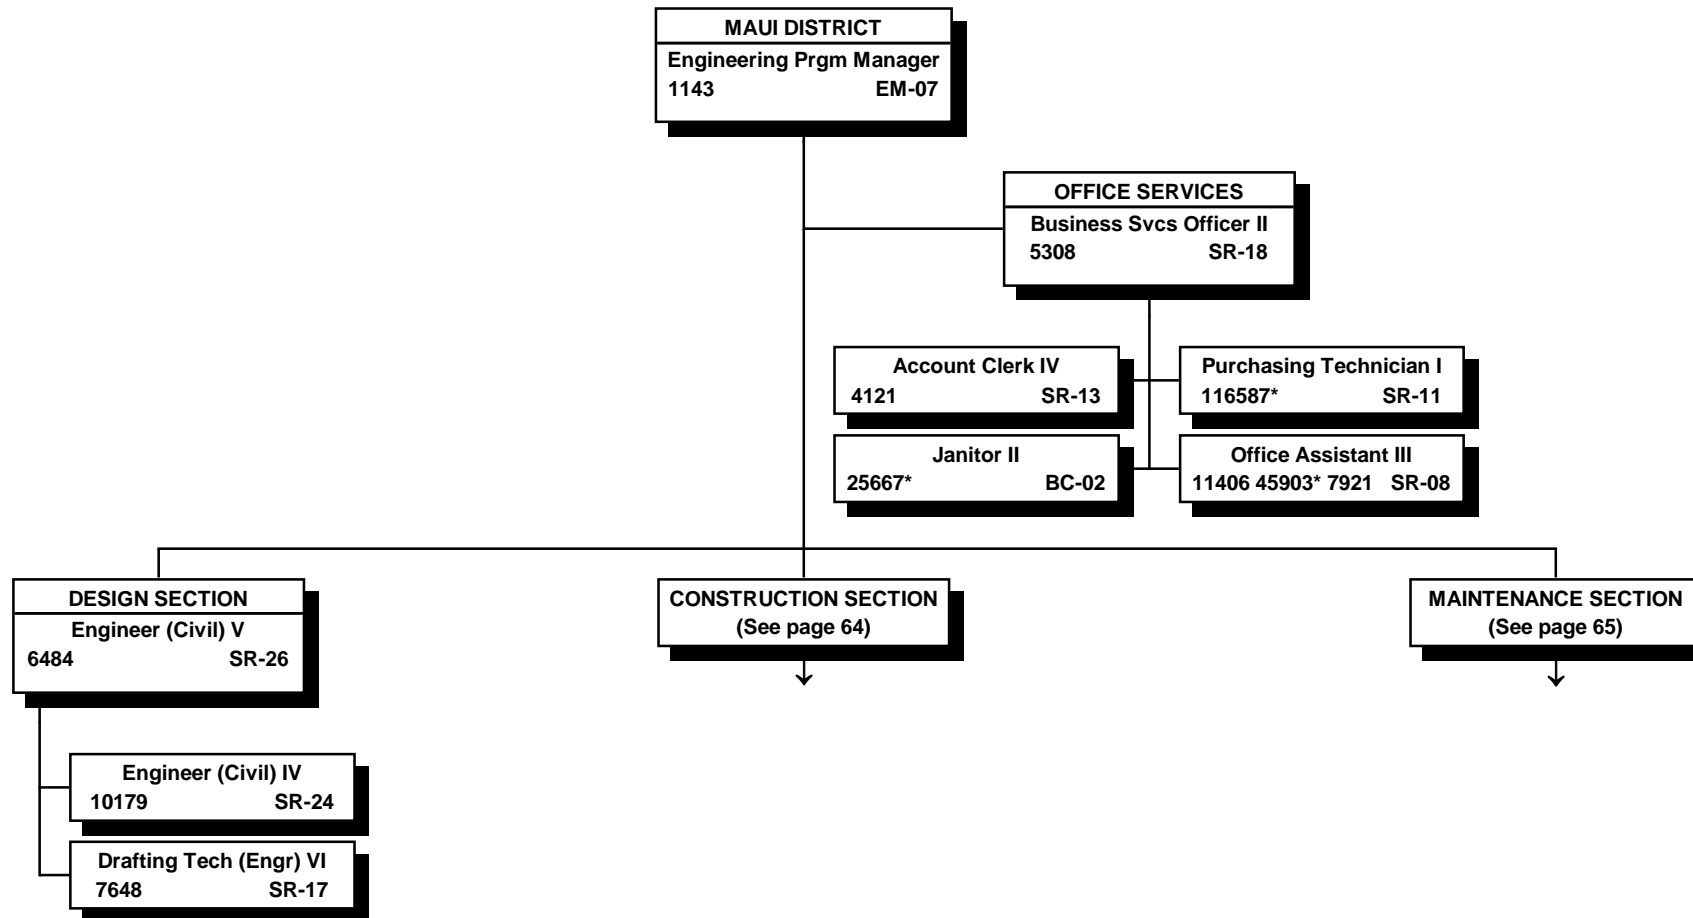 MAUI DISTRICT
Engineering Prgm Manager
1143 EM-07
OFFICE SERVICES
Business Svcs Officer II
5308 SR-18
Account Clerk IV
4121 SR-13
Purchasing Technician I
116587* SR-11
Janitor II
25667* BC-02
Office Assistant III
11406 45903* 7921 SR-08
DESIGN SECTION
Engineer (Civil) V
6484 SR-26
Engineer (Civil) IV
10179 SR-24
Drafting Tech (Engr) VI
7648 SR-17
CONSTRUCTION SECTION
(See page 64)
MAINTENANCE SECTION
(See page 65)